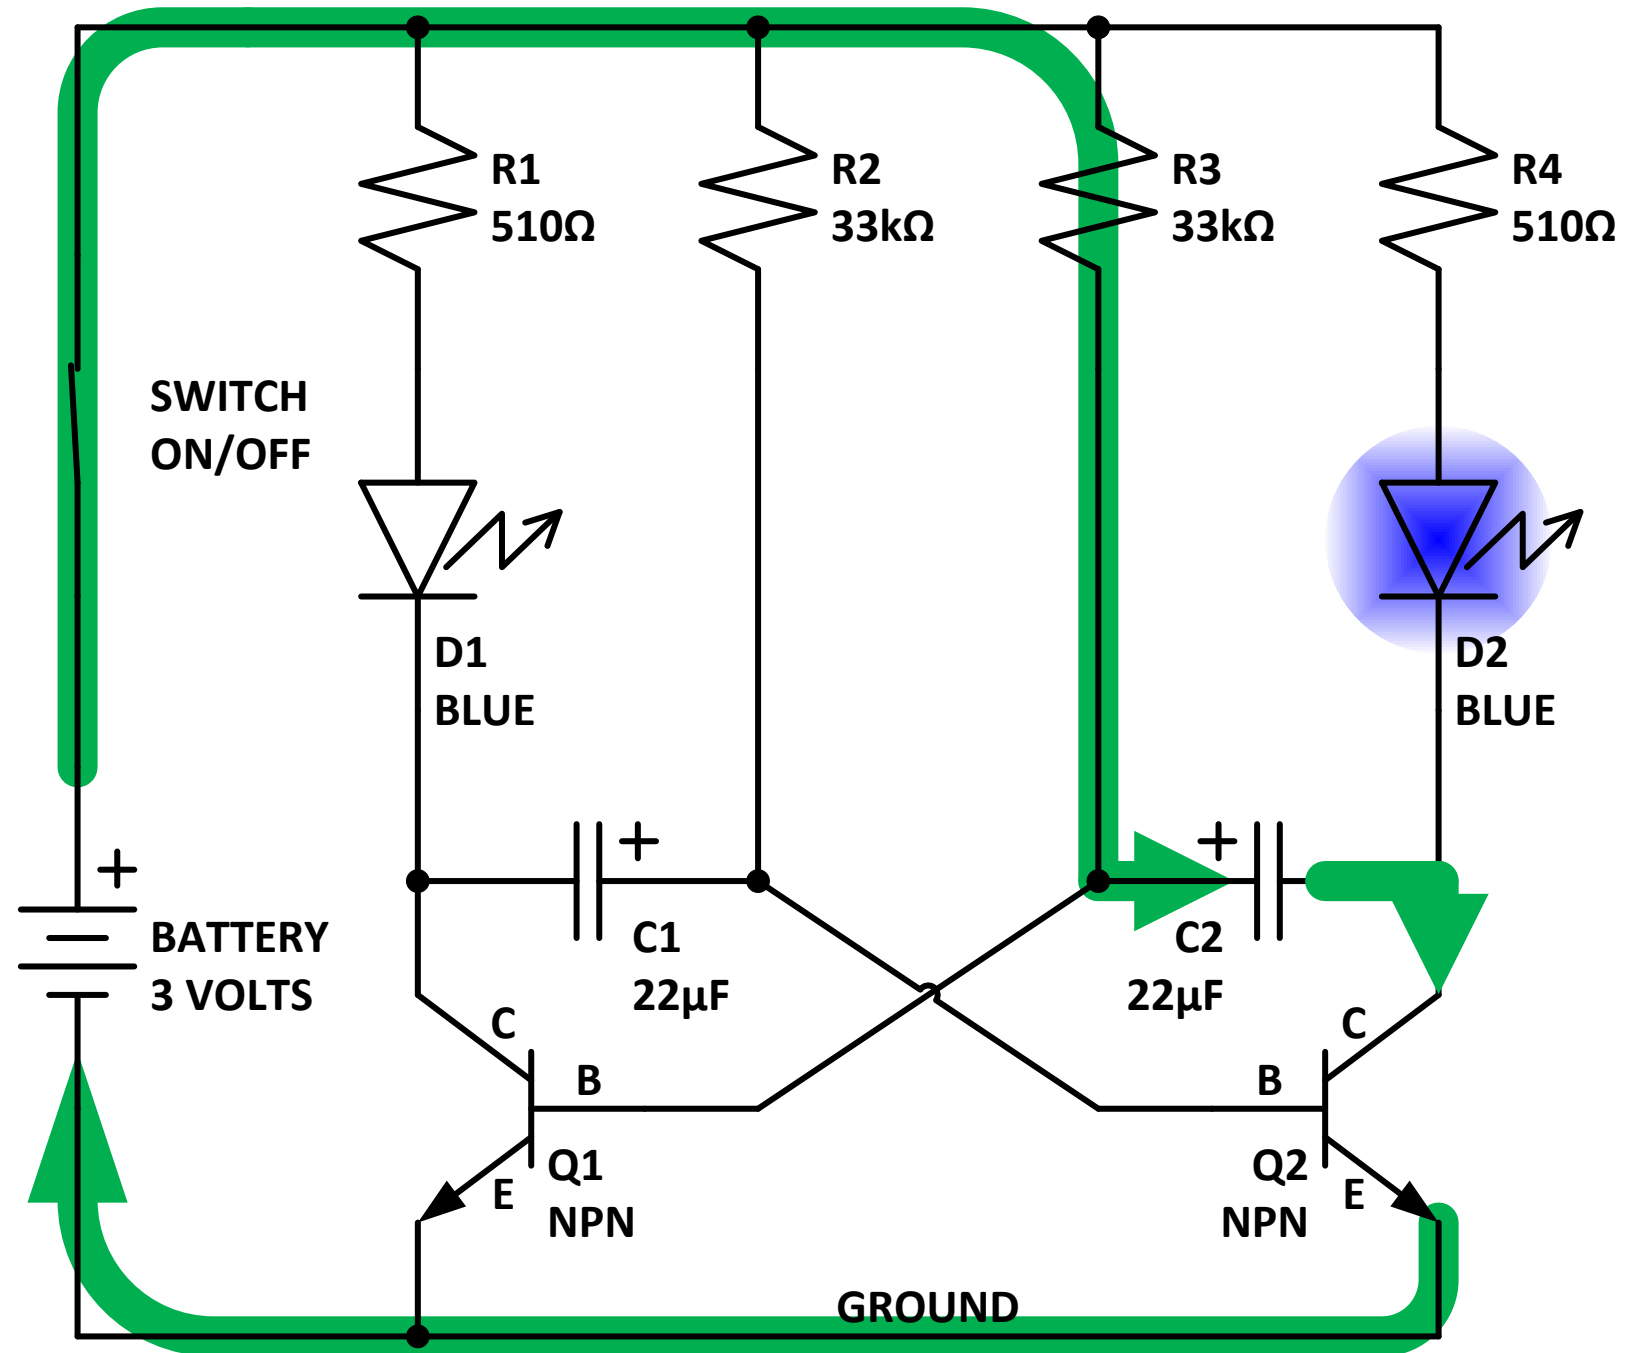 R1
510Ω
R2
33kΩ
R3
33kΩ
R4
510Ω
SWITCH
ON/OFF
D1
BLUE
D2
BLUE
+
+
+
BATTERY
3 VOLTS
C1
22µF
C2
22µF
C
B
E
Q1
NPN
C
B
E
Q2
NPN
GROUND